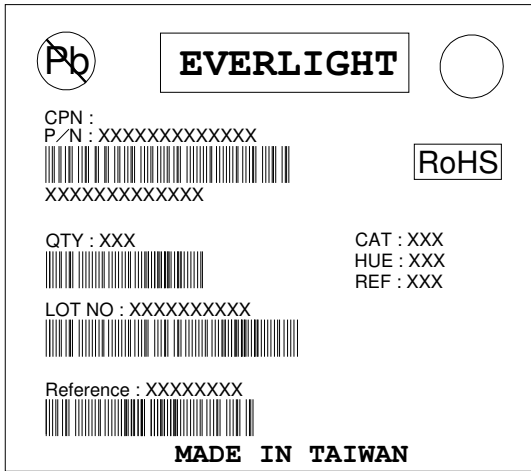 Pb
EVERLIGHT
CPN :
P/N : XXXXXXXXXXXXX
RoHS
XXXXXXXXXXXXX
QTY : XXX
CAT : XXX
HUE : XXX
REF : XXX
LOT NO : XXXXXXXXXX
Reference : XXXXXXXX
MADE IN TAIWAN